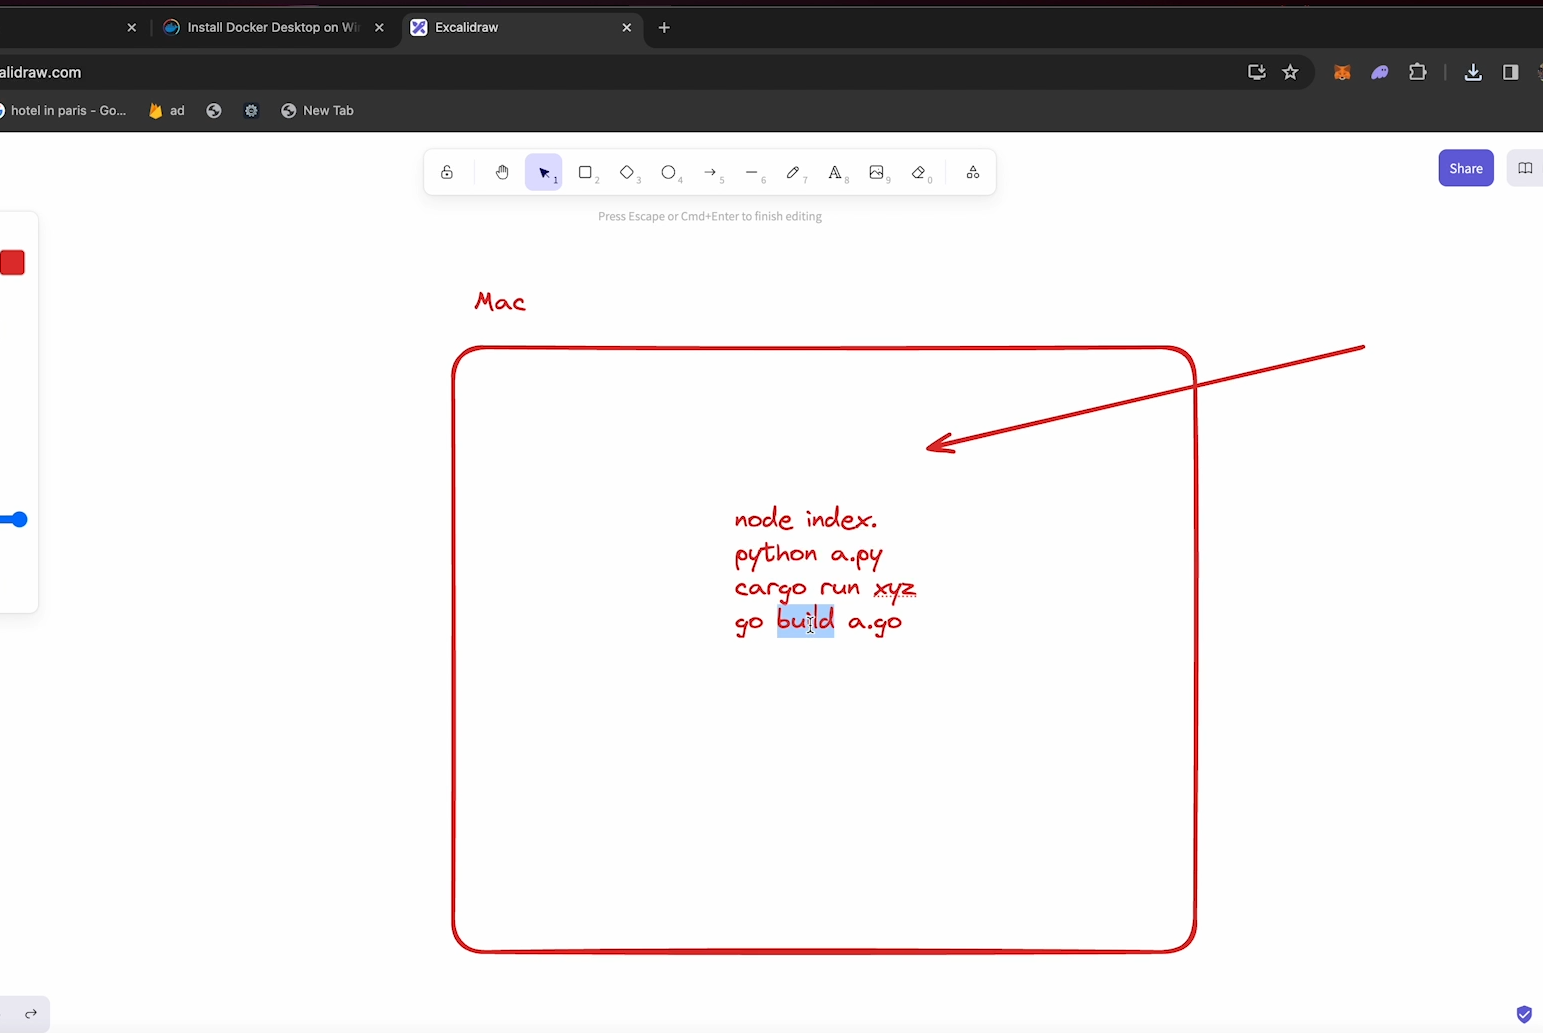 Install Docker Desktop on Wi
Excalidraw
alidraw.com
hotel in paris - Go...
ad
New Tab
1
2
3
4
5
6
7
8
9
0
Share
Press Escape or Cmd+Enter to finish editing
Mac
node index.
python a.py
cargo run xyz
go build a.go